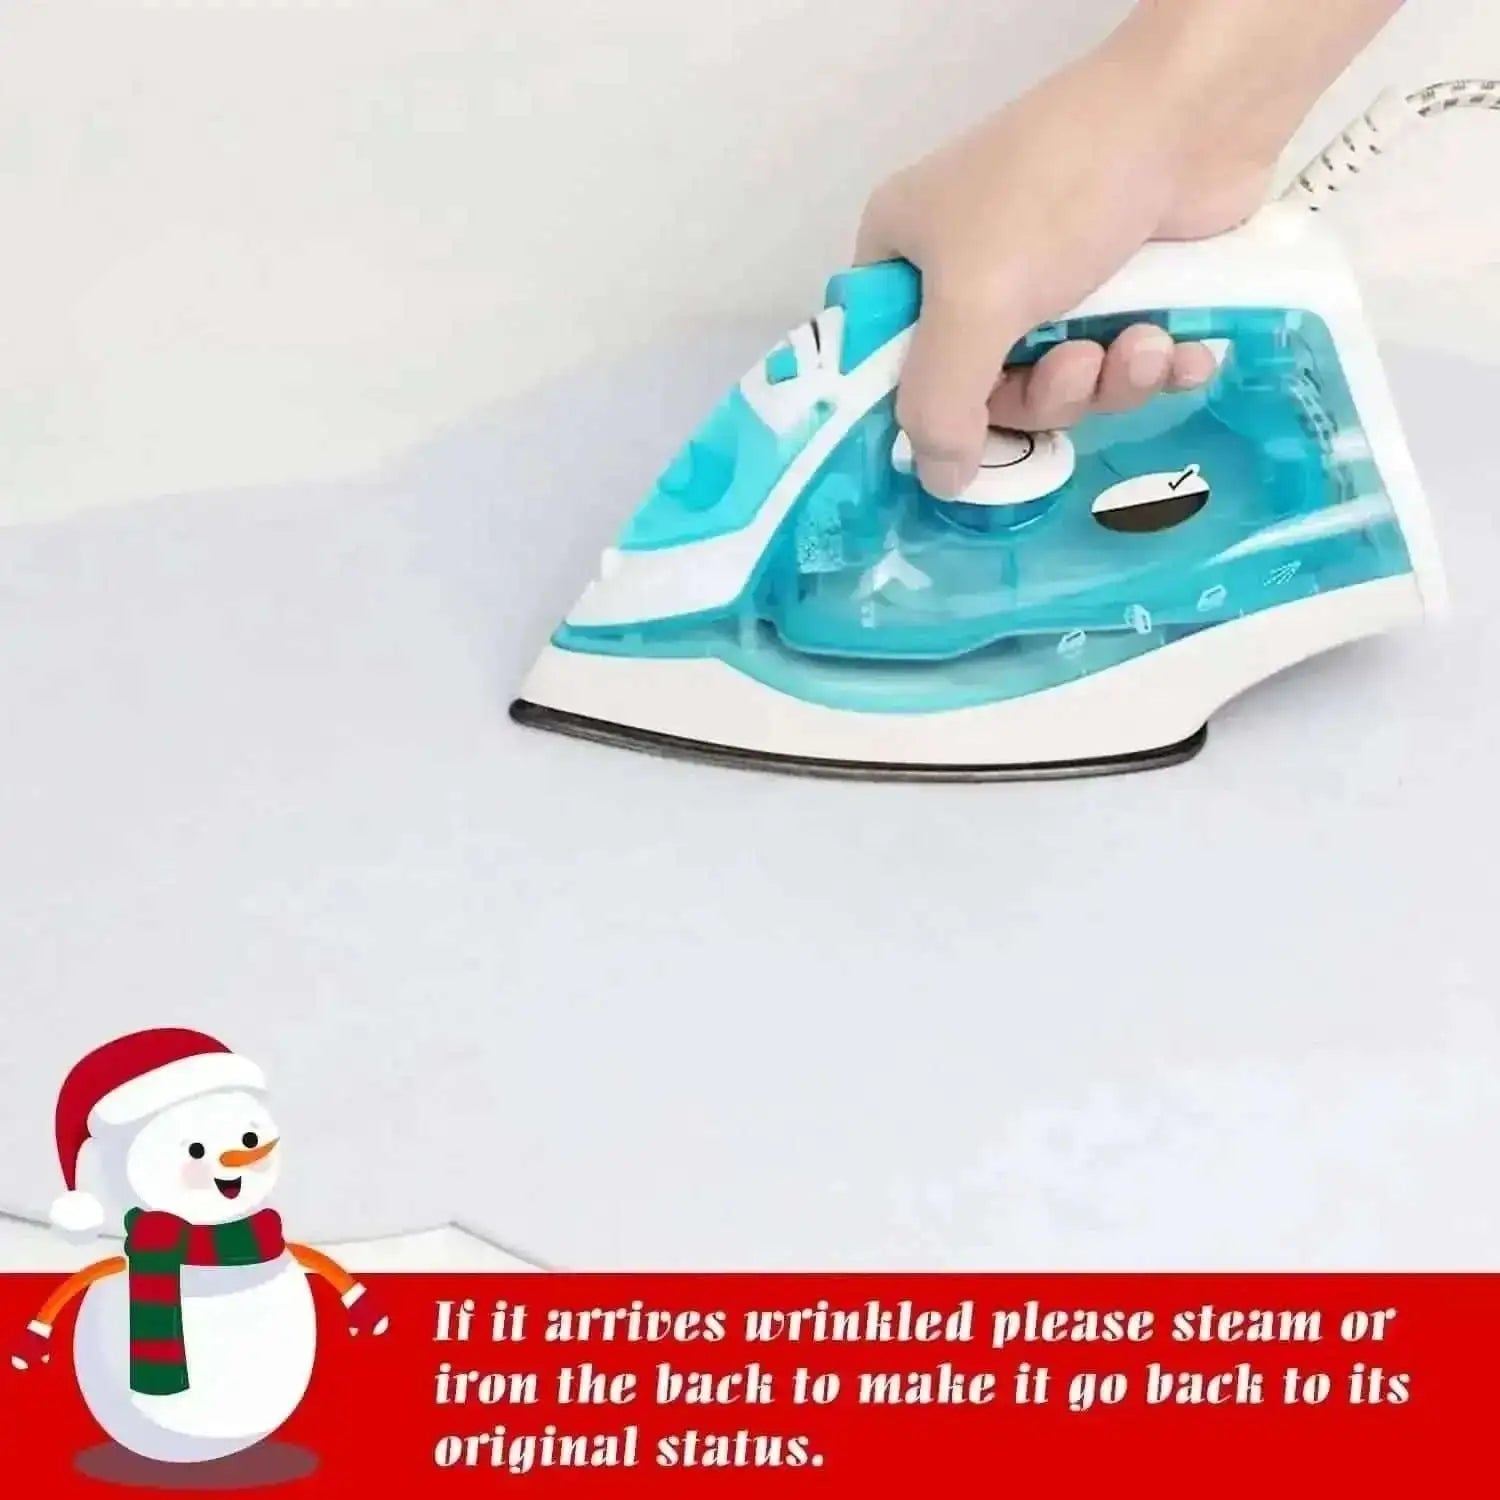 If it arrives wrinkled please steam or
iron the back to make it go back to its
original status.